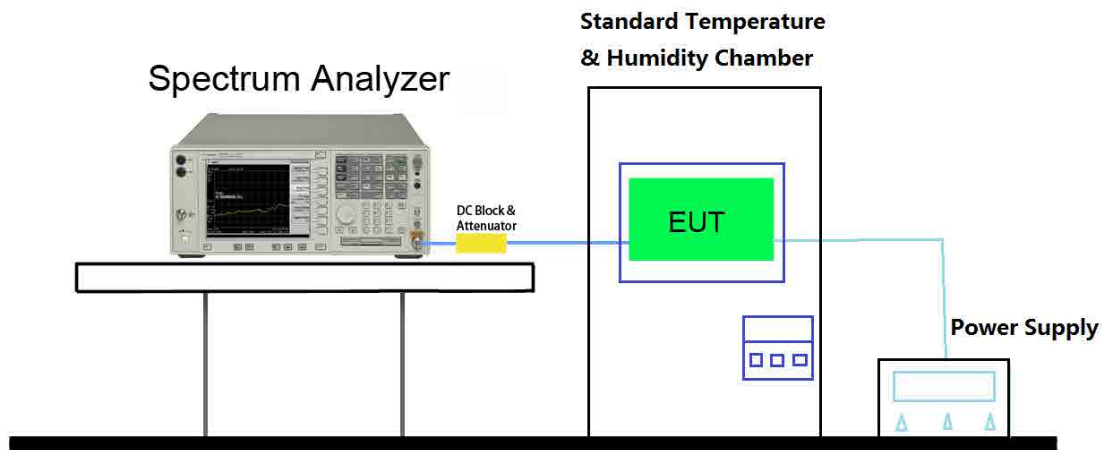 Standard Temperature
& Humidity Chamber
Spectrum Analyzer
DC Block &
Attenuator
EUT
Power Supply